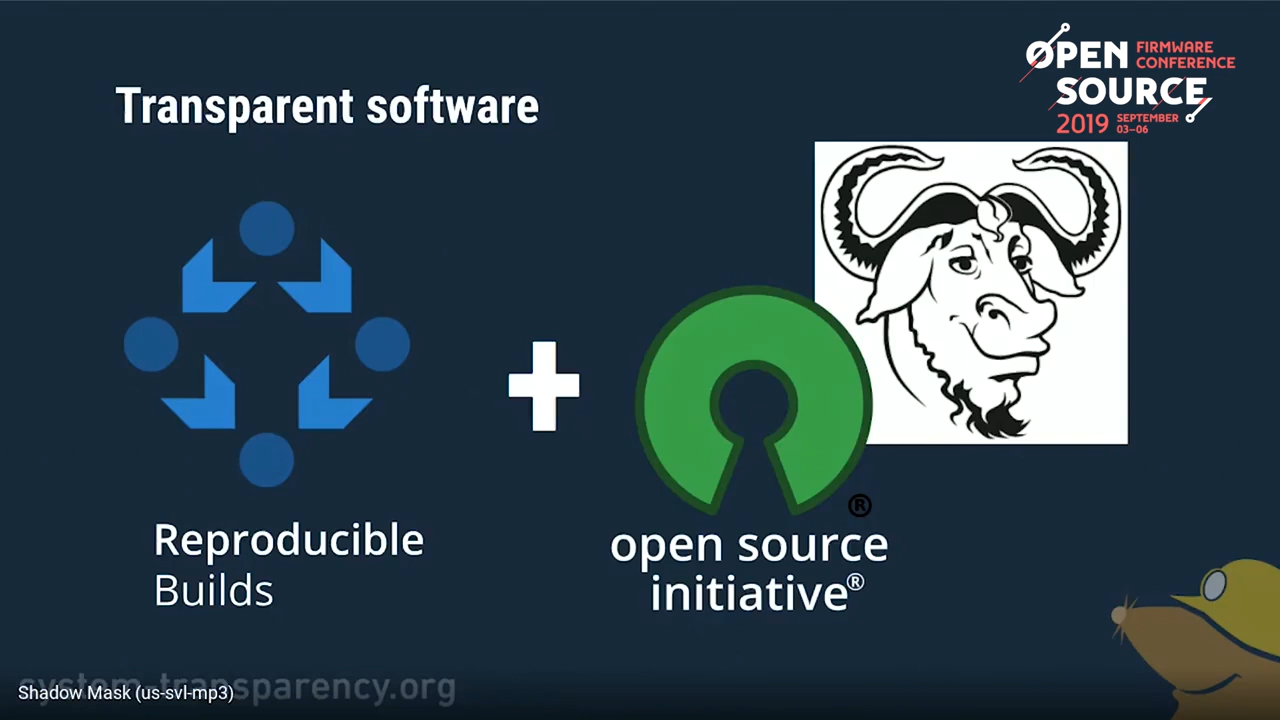 OPEN FIRMWARE CONFERENCE
SOURCE
2019 SEPTEMBER 03–06
Transparent software
®
Reproducible
Builds
open source
initiative®
system-transparency.org
Shadow Mask (us-svl-mp3)